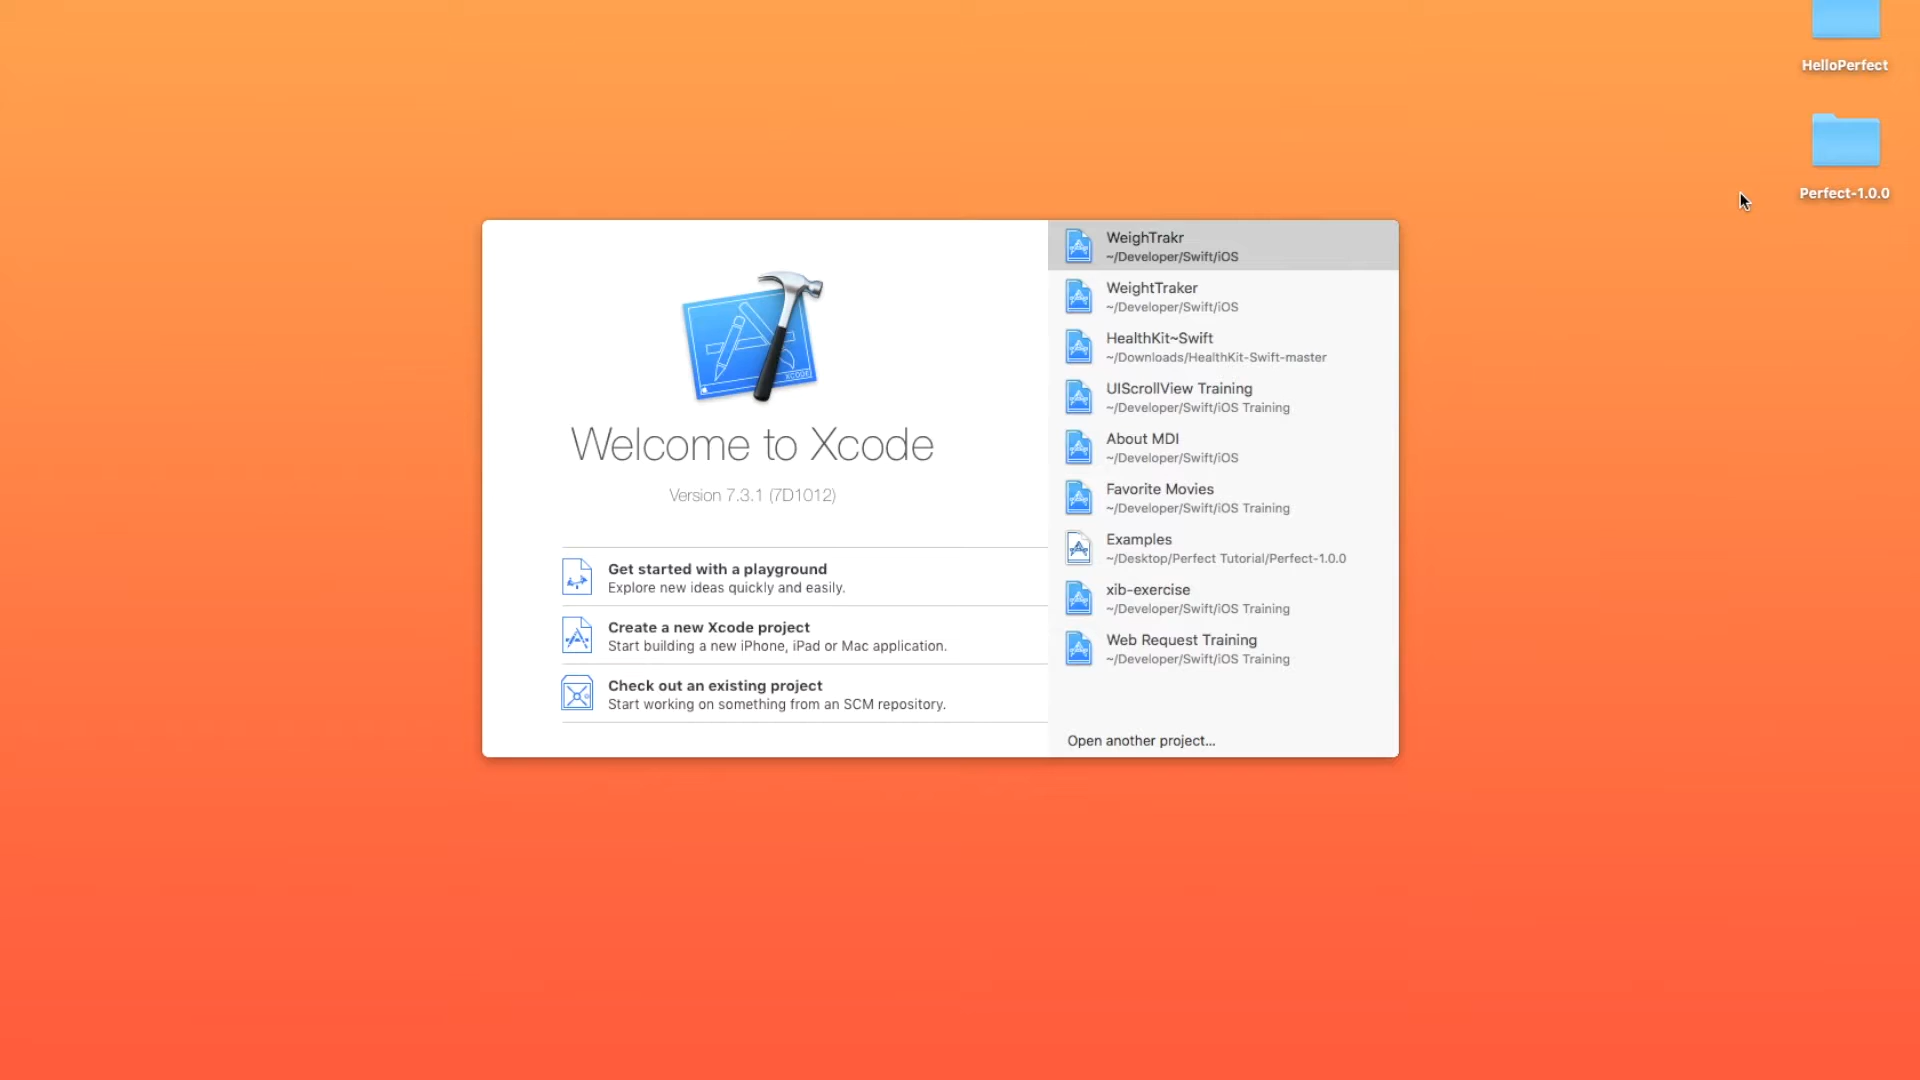 HelloPerfect
Perfect-1.0.0
XCODE
Welcome to Xcode
Version 7.3.1 (7D1012)
Get started with a playground
Explore new ideas quickly and easily.
Create a new Xcode project
Start building a new iPhone, iPad or Mac application.
Check out an existing project
Start working on something from an SCM repository.
WeighTrakr
~/Developer/Swift/iOS
WeightTraker
~/Developer/Swift/iOS
HealthKit~Swift
~/Downloads/HealthKit-Swift-master
UIScrollView Training
~/Developer/Swift/iOS Training
About MDI
~/Developer/Swift/iOS
Favorite Movies
~/Developer/Swift/iOS Training
Examples
~/Desktop/Perfect Tutorial/Perfect-1.0.0
xib-exercise
~/Developer/Swift/iOS Training
Web Request Training
~/Developer/Swift/iOS Training
Open another project...